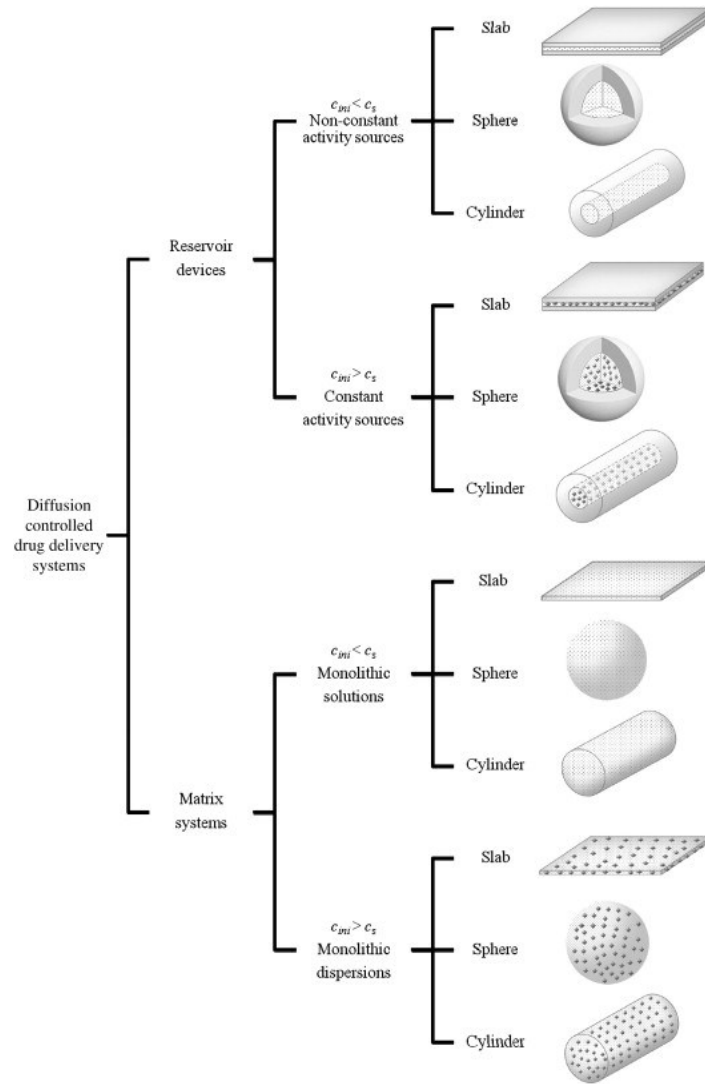 Diffusion
controlled
drug delivery
systems
Reservoir
devices
c_ini < c_s
Non-constant
activity sources
Slab
Sphere
Cylinder
c_ini > c_s
Constant
activity sources
Slab
Sphere
Cylinder
Matrix
systems
c_ini < c_s
Monolithic
solutions
Slab
Sphere
Cylinder
c_ini > c_s
Monolithic
dispersions
Slab
Sphere
Cylinder